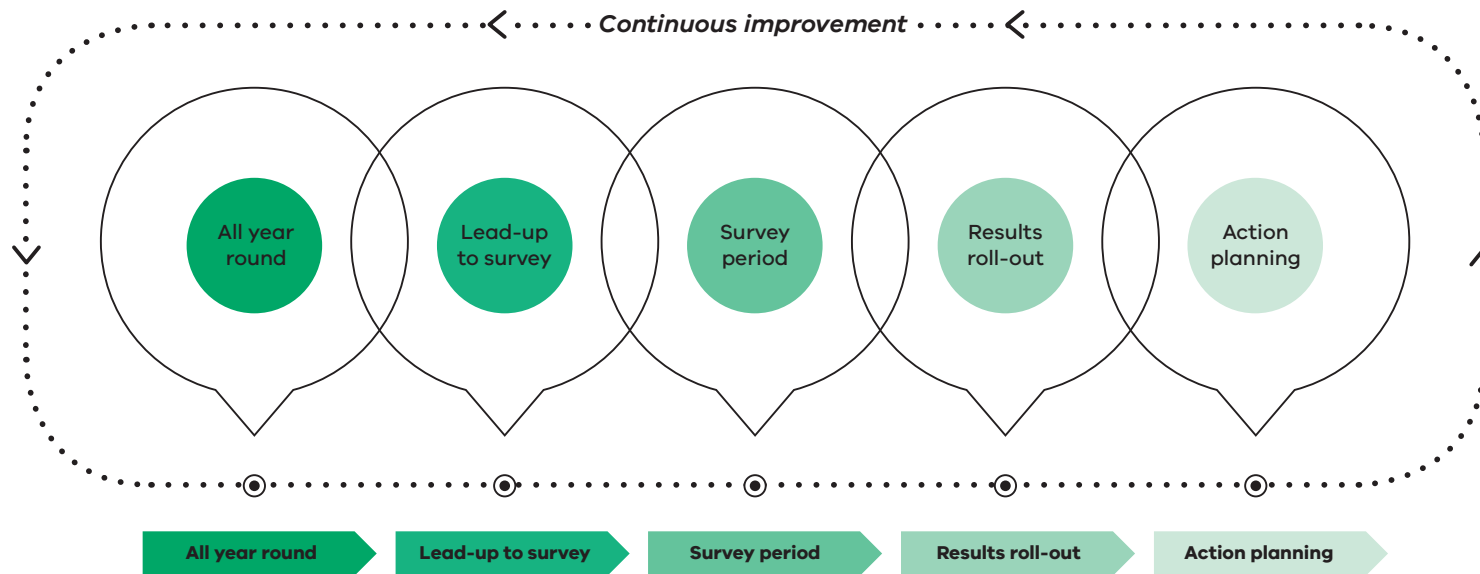 Continuous improvement
All year
round
Lead-up
to survey
Survey
period
Results
roll-out
Action
planning
All year round
Lead-up to survey
Survey period
Results roll-out
Action planning